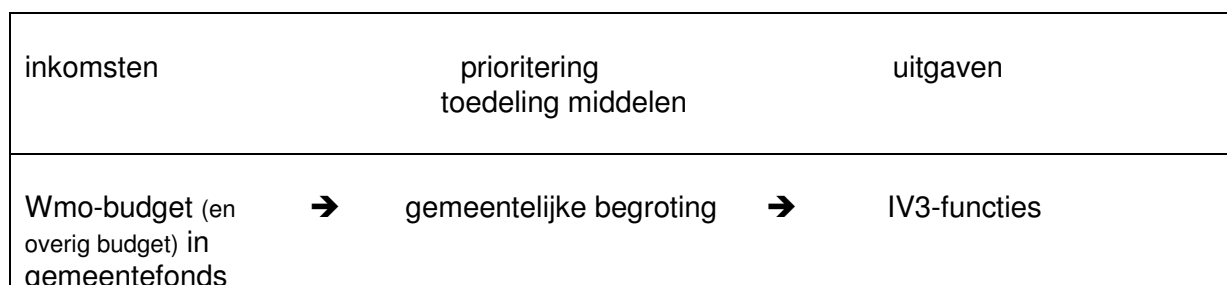 inkomsten prioritering uitgaven
toedeling middelen
Wmo-budget (en ➔ gemeentelijke begroting ➔ IV3-functies
overig budget) in
gemeentefonds